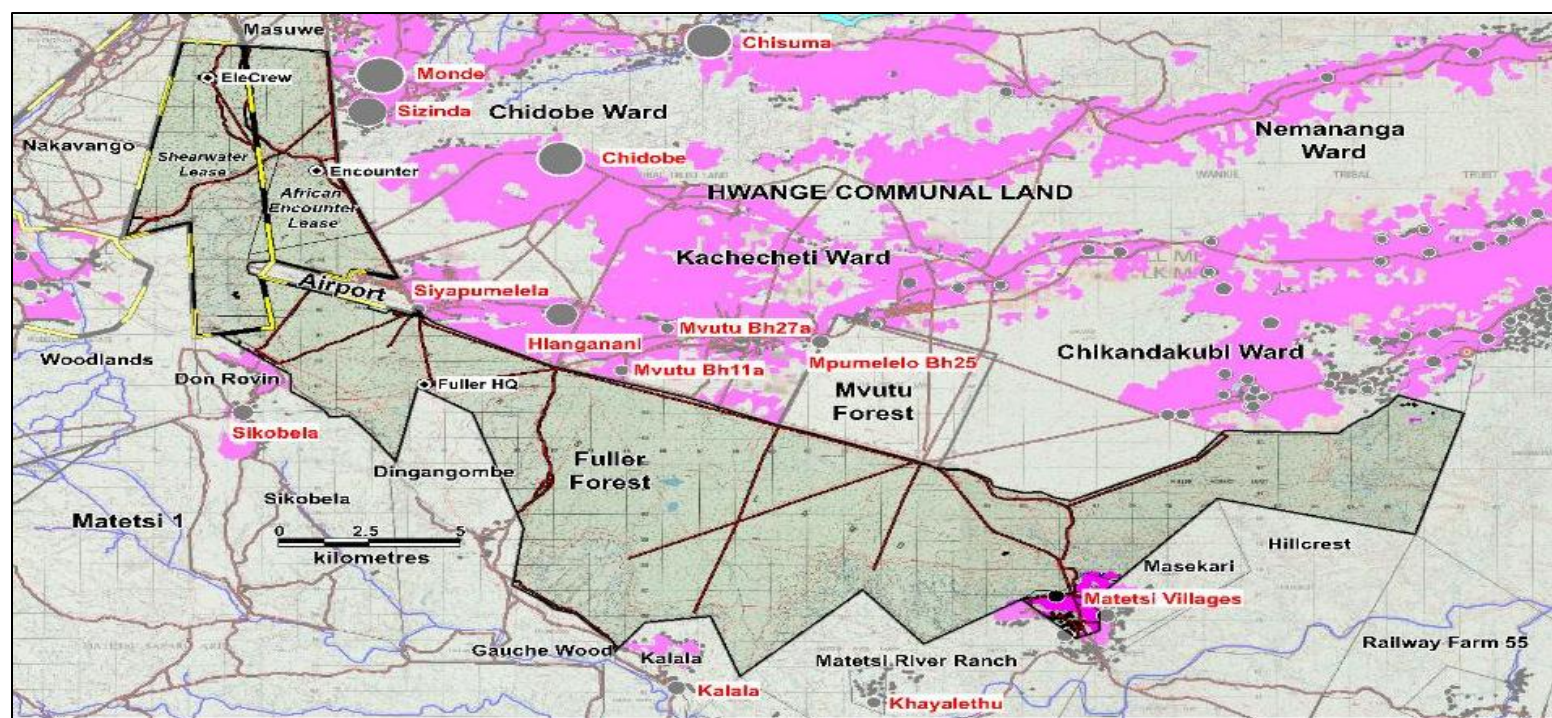 Masuwe
Chisuma
EleCrew
Monde
Sizinda
Chidobe Ward
Nakavango
Shearwater
Lease
Encounter
African
Encounter
Lease
Chidobe
Nemananga
Ward
WANKIE
TRIBAL
TRUST
HWANGE COMMUNAL LAND
Kachecheti Ward
Airport
Siyapumelela
Hlanganani
Mvutu Bh27a
Mvutu Bh11a
Mpumelelo Bh25
Chikandakubi Ward
Woodlands
Don Rovin
Fuller HQ
Mvutu
Forest
Sikobela
Dingangombe
Fuller
Forest
Sikobela
Matetsi 1
0 2.5 5
kilometres
Hillcrest
Masekari
Matetsi Villages
Gauche Wood
Kalala
Matetsi River Ranch
Railway Farm 55
Kalala
Khayalethu